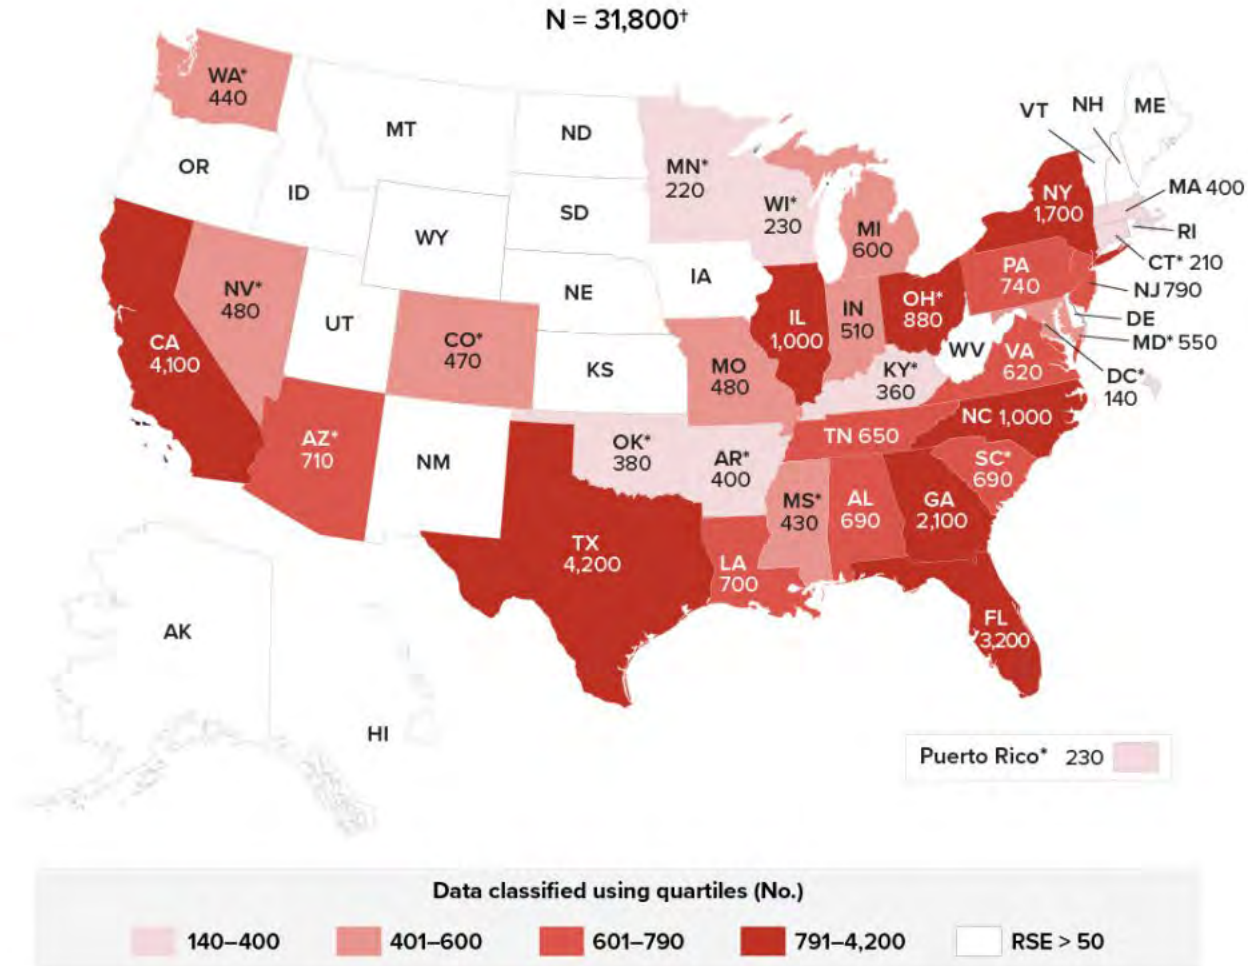 N = 31,800†
WA*
440
OR
ID
MT
WY
ND
SD
NE
MN*
220
WI*
230
IA
MI
600
VT
NH
ME
NY
1,700
MA 400
RI
CT* 210
PA
740
NJ 790
DE
MD* 550
DC*
140
NV*
480
UT
CO*
470
KS
CA
4,100
IL
1,000
IN
510
OH*
880
WV
VA
620
MO
480
KY*
360
NC 1,000
TN 650
AZ*
710
NM
OK*
380
AR*
400
SC*
690
MS*
430
AL
690
GA
2,100
TX
4,200
LA
700
FL
3,200
AK
HI
Puerto Rico* 230
Data classified using quartiles (No.)
140–400
401–600
601–790
791–4,200
RSE > 50